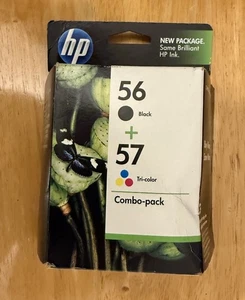 hp
NEW PACKAGE.
Same Brilliant
HP Ink.
56
Black
+
57
Tri-color
Combo-pack